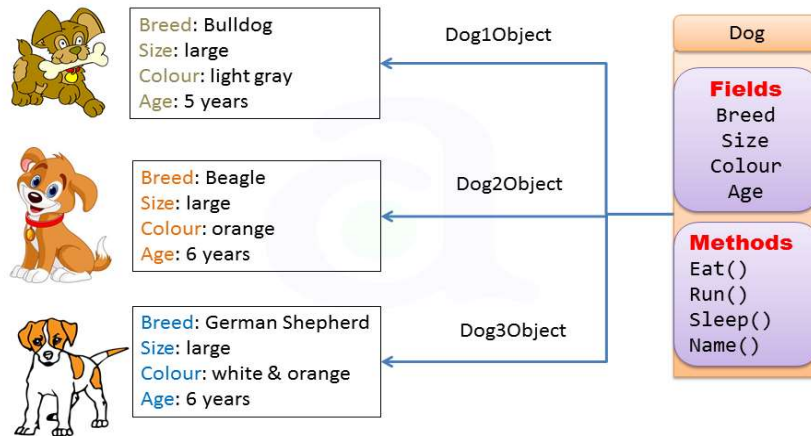 Breed: Bulldog
Size: large
Colour: light gray
Age: 5 years
Dog1Object
Breed: Beagle
Size: large
Colour: orange
Age: 6 years
Dog2Object
Breed: German Shepherd
Size: large
Colour: white & orange
Age: 6 years
Dog3Object
Dog
Fields
Breed
Size
Colour
Age
Methods
Eat()
Run()
Sleep()
Name()